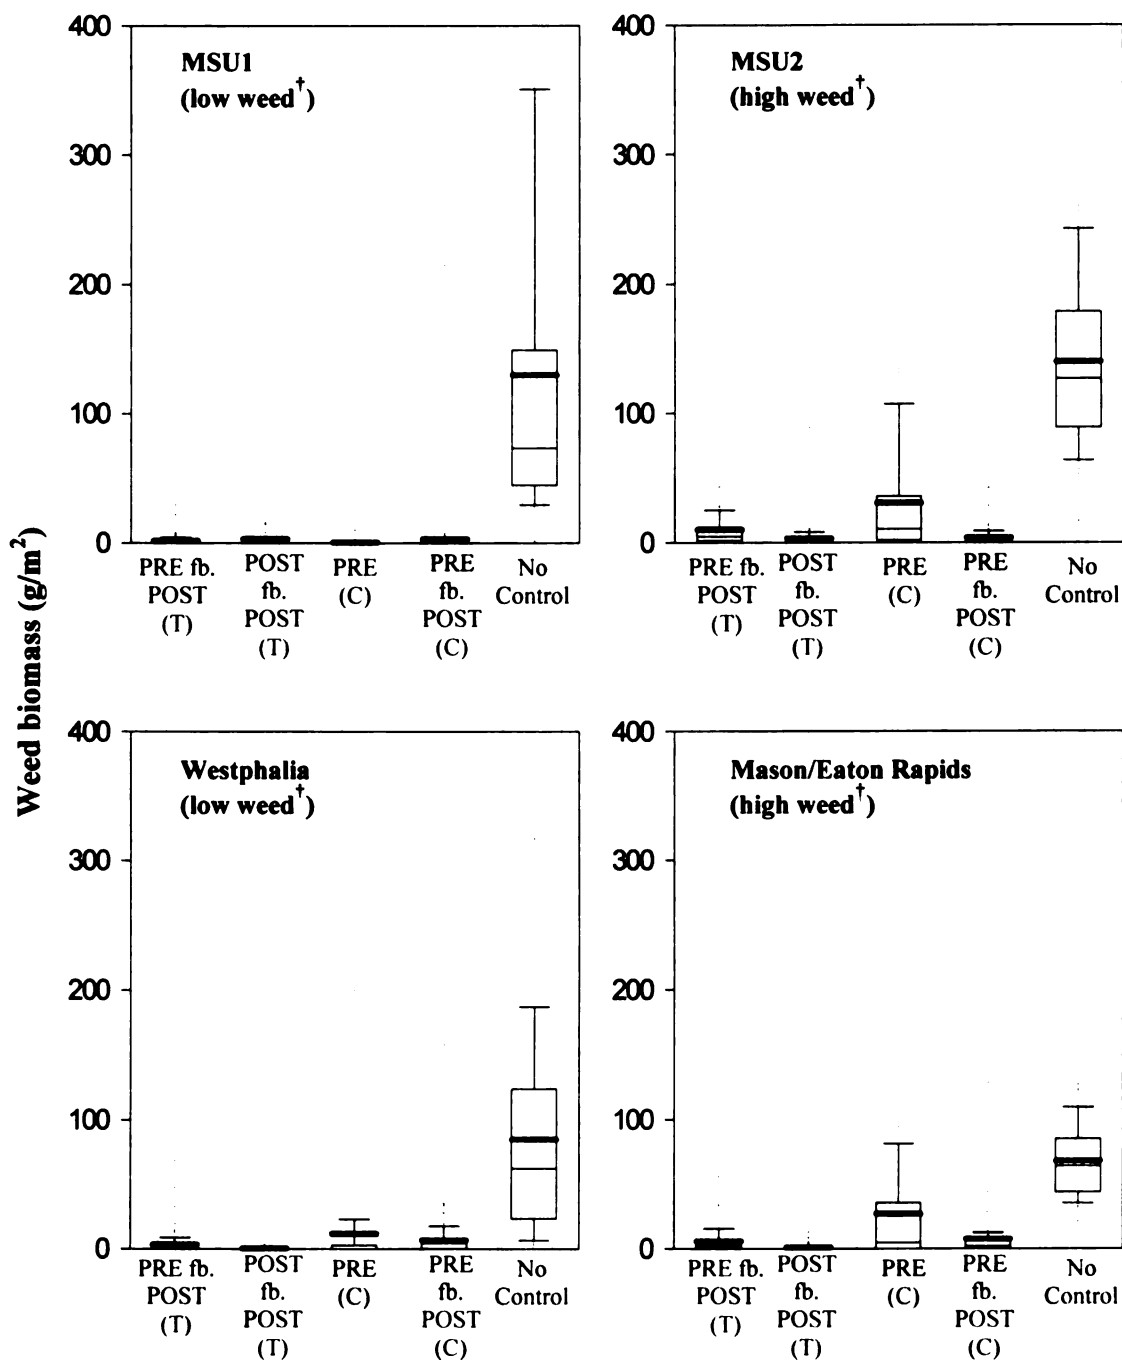 Weed biomass (g/m²)
MSU1
(low weed†)
400
300
200
100
0
PRE fb.
POST
(T)
POST
fb.
POST
(T)
PRE
(C)
PRE
fb.
POST
(C)
No
Control
MSU2
(high weed†)
400
300
200
100
0
PRE fb.
POST
(T)
POST
fb.
POST
(T)
PRE
(C)
PRE
fb.
POST
(C)
No
Control
Westphalia
(low weed†)
400
300
200
100
0
PRE fb.
POST
(T)
POST
fb.
POST
(T)
PRE
(C)
PRE
fb.
POST
(C)
No
Control
Mason/Eaton Rapids
(high weed†)
400
300
200
100
0
PRE fb.
POST
(T)
POST
fb.
POST
(T)
PRE
(C)
PRE
fb.
POST
(C)
No
Control